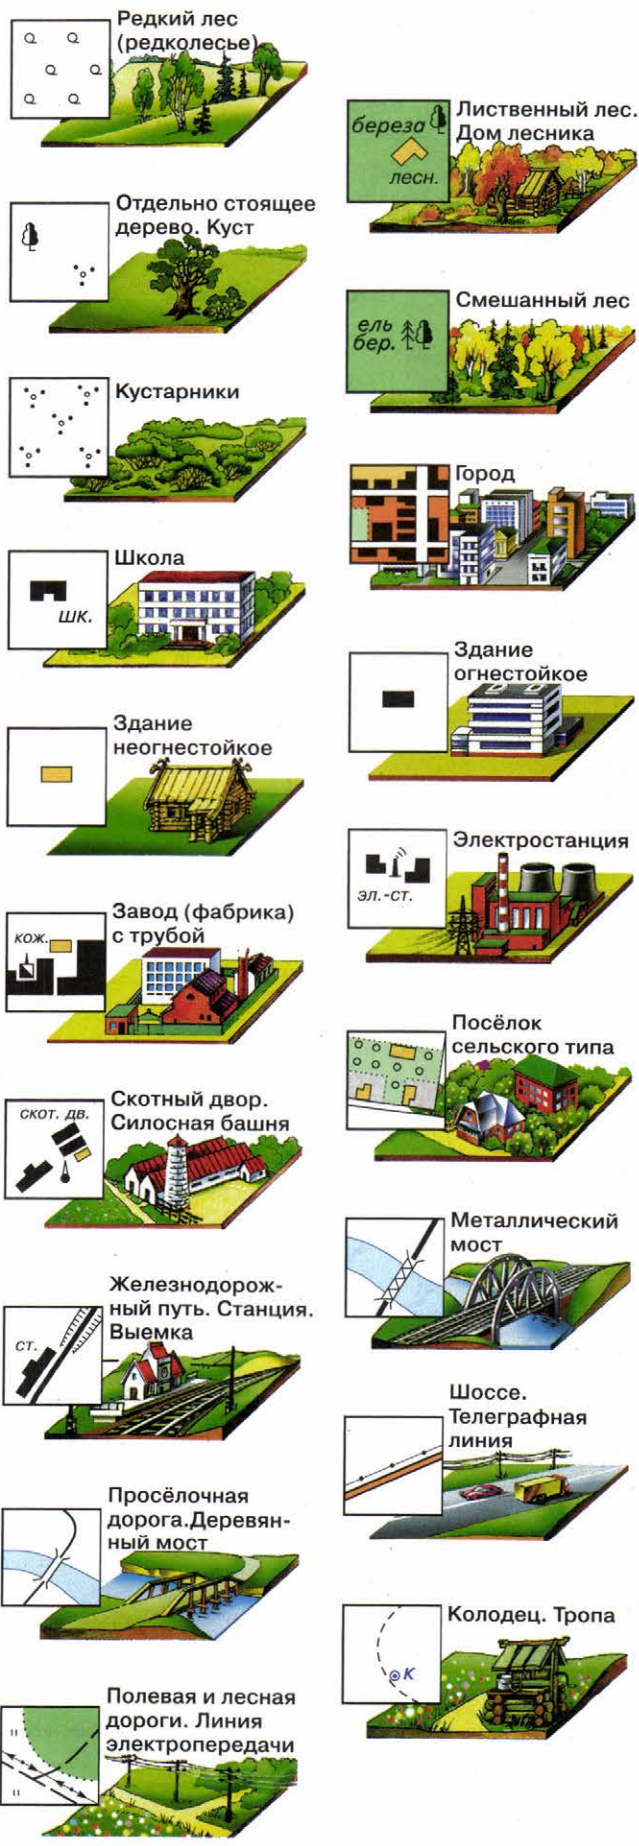 Редкий лес
(редколесье)
Отдельно стоящее
дерево. Куст
Кустарники
Школа
шк.
Здание
неогнестойкое
Завод (фабрика)
с трубой
кож.
Скотный двор.
Силосная башня
скот. дв.
Железнодорож-
ный путь. Станция.
Выемка
ст.
Просёлочная
дорога.Деревян-
ный мост
Полевая и лесная
дороги. Линия
электропередачи
Лиственный лес.
Дом лесника
береза
лесн.
Смешанный лес
ель
бер.
Город
Здание
огнестойкое
Электростанция
эл.-ст.
Посёлок
сельского типа
Металлический
мост
Шоссе.
Телеграфная
линия
Колодец. Тропа
К